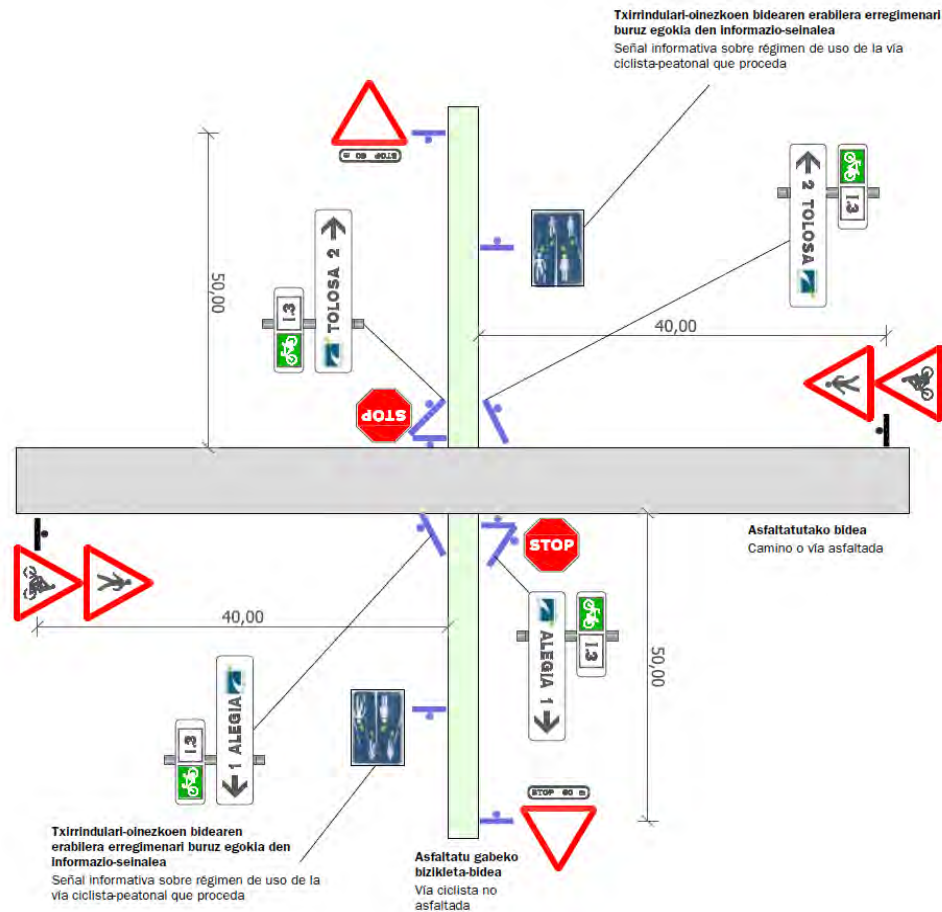 Txirrindulari-oinezkoen bidearen erabilera erregimenari
buruz egokia den informazio-seinalea
Señal informativa sobre régimen de uso de la vía
ciclista-peatonal que proceda
STOP 60 m
50,00
TOLOSA 2
I.3
2 TOLOSA
I.3
40,00
STOP
Asfaltatutako bidea
Camino o vía asfaltada
STOP
40,00
ALEGIA 1
I.3
50,00
1 ALEGIA
I.3
STOP 60 m
Txirrindulari-oinezkoen bidearen
erabilera erregimenari buruz egokia den
informazio-seinalea
Señal informativa sobre régimen de uso de la
vía ciclista-peatonal que proceda
Asfaltatu gabeko
bizikleta-bidea
Vía ciclista no
asfaltada